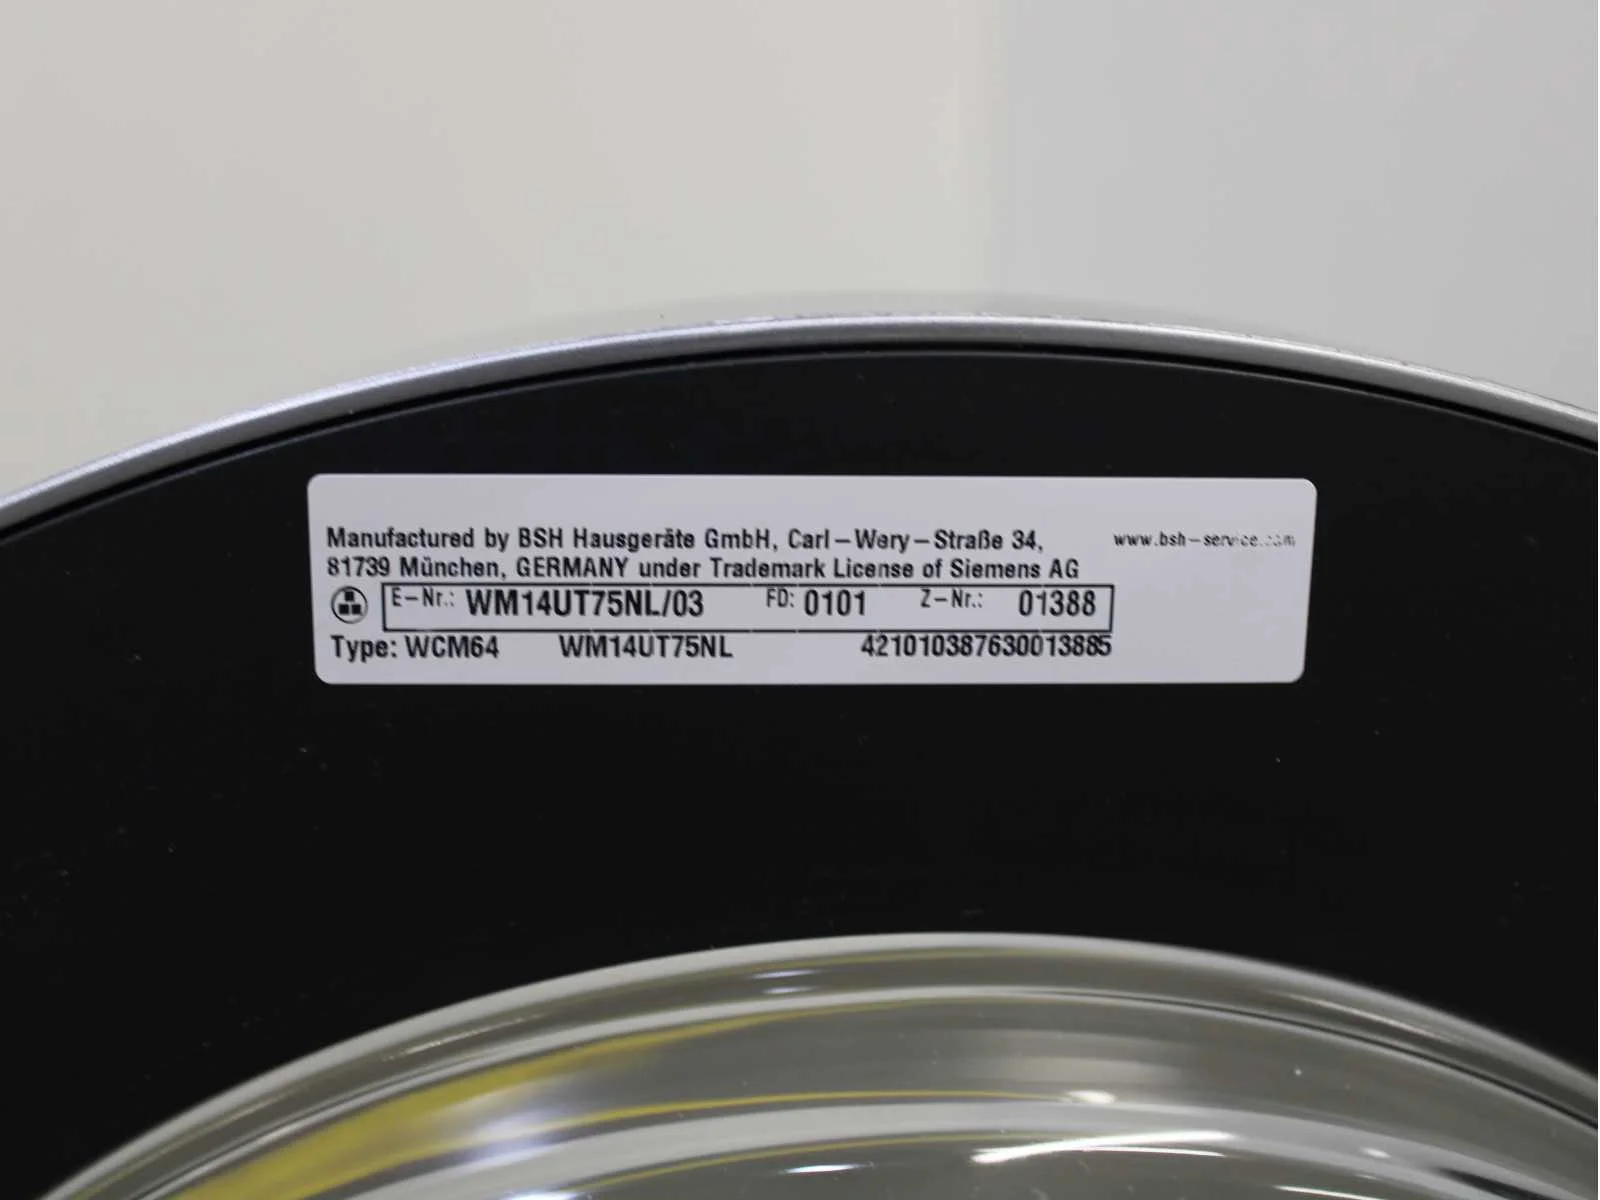 Manufactured by BSH Hausgeräte GmbH, Carl-Wery-Straße 34, www.bsh-service.com
81739 München, GERMANY under Trademark License of Siemens AG
E-Nr.: WM14UT75NL/03 FD: 0101 Z-Nr.: 01388
Type: WCM64 WM14UT75NL 421010387630013885